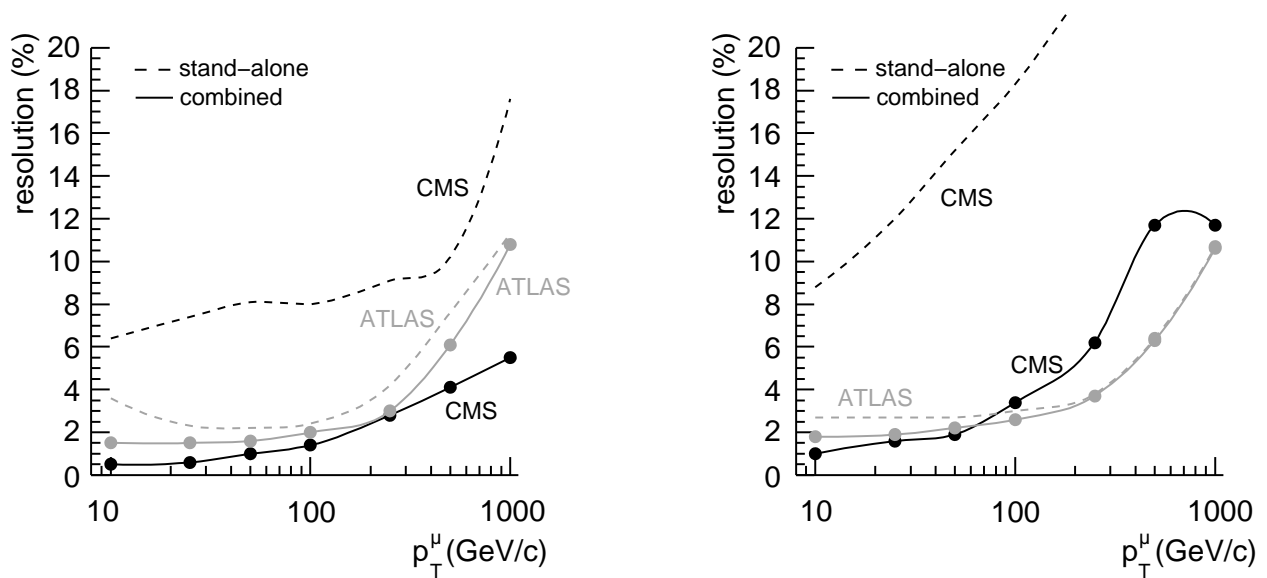 resolution (%)
20
18
16
14
12
10
8
6
4
2
0
stand–alone
combined
CMS
ATLAS
ATLAS
CMS
10
100
1000
p_T^μ (GeV/c)
resolution (%)
20
18
16
14
12
10
8
6
4
2
0
stand–alone
combined
CMS
CMS
ATLAS
10
100
1000
p_T^μ (GeV/c)